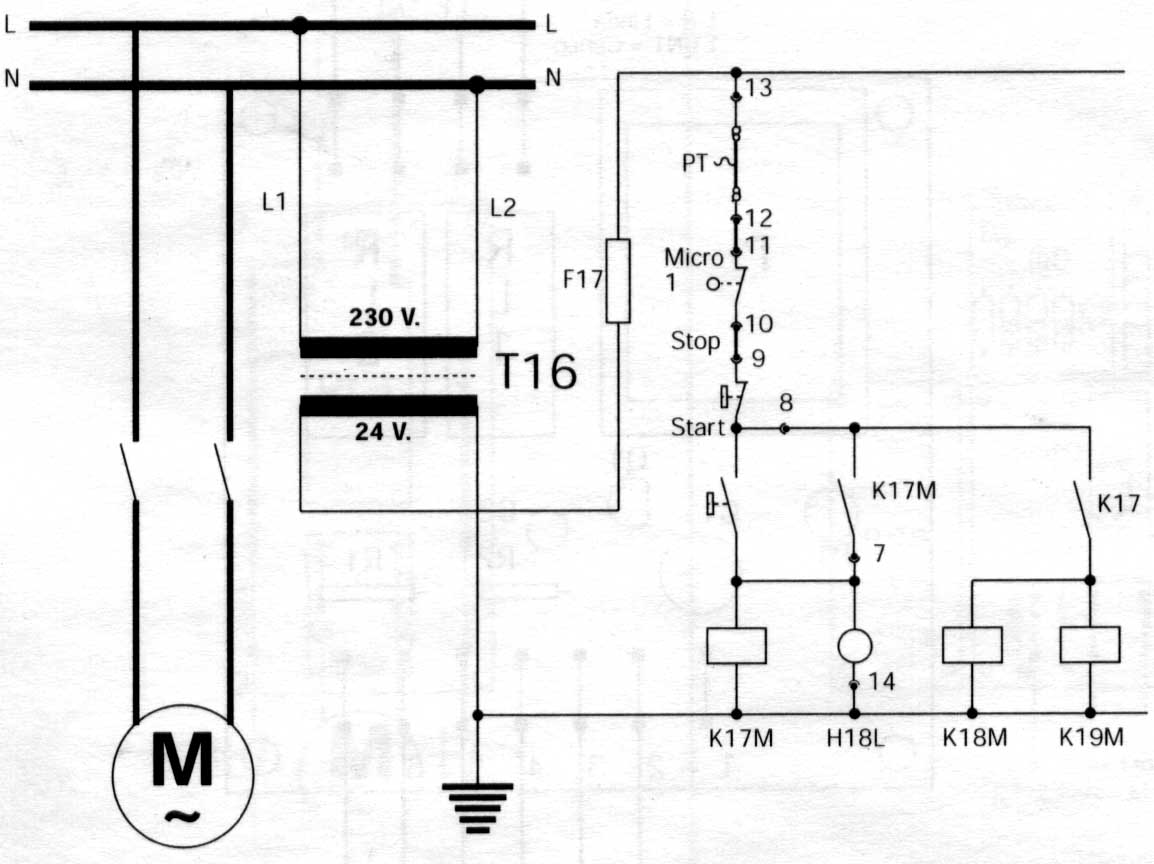 L
L
N
N
L1
L2
230 V.
T16
24 V.
M
~
F17
13
PT
12
11
Micro
1
10
Stop
9
8
Start
K17M
K17
7
14
K17M
H18L
K18M
K19M